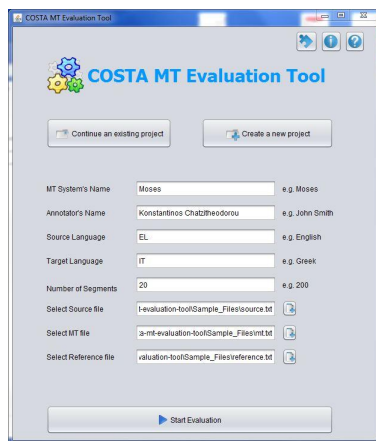 COSTA MT Evaluation Tool
COSTA MT Evaluation Tool
Continue an existing project
Create a new project
MT System's Name Moses e.g. Moses
Annotator's Name Konstantinos Chatzitheodorou e.g. John Smith
Source Language EL e.g. English
Target Language IT e.g. Greek
Number of Segments 20 e.g. 200
Select Source file t-evaluation-tool\Sample_Files\source.txt
Select MT file ta-mt-evaluation-tool\Sample_Files\mt.txt
Select Reference file valuation-tool\Sample_Files\reference.txt
Start Evaluation